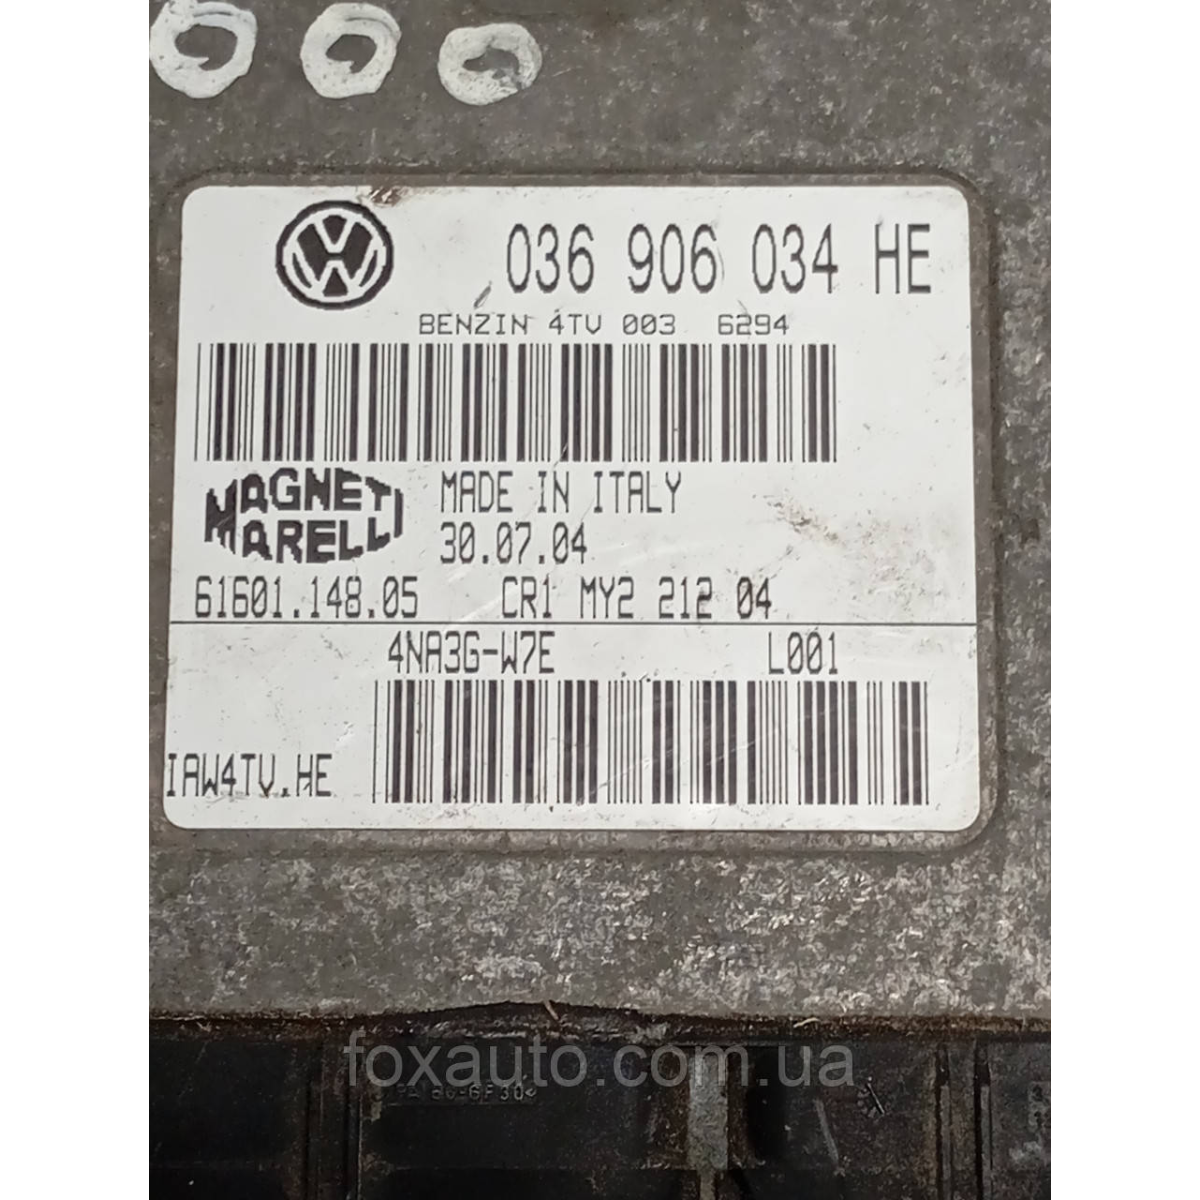 000
036 906 034 HE
BENZIN 4TV 003 6294
MAGNETI MARELLI
MADE IN ITALY
30.07.04
61601.148.05 CR1 MY2 212 04
4NA3G-W7E L001
IAW4TV.HE
foxauto.com.ua